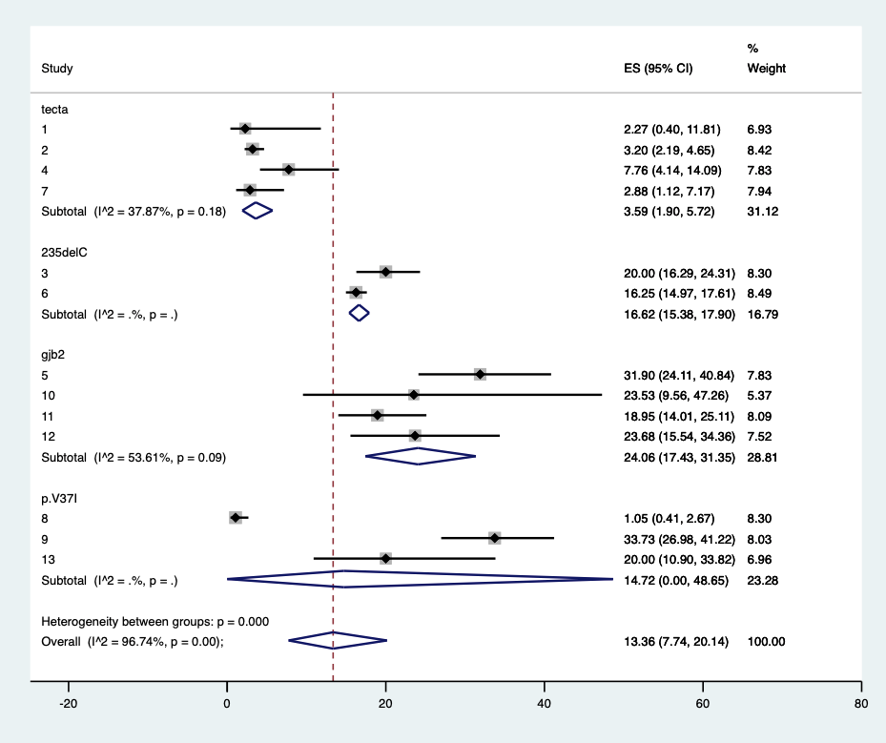 %
Study ES (95% CI) Weight
tecta
1 2.27 (0.40, 11.81) 6.93
2 3.20 (2.19, 4.65) 8.42
4 7.76 (4.14, 14.09) 7.83
7 2.88 (1.12, 7.17) 7.94
Subtotal (I^2 = 37.87%, p = 0.18) 3.59 (1.90, 5.72) 31.12
235delC
3 20.00 (16.29, 24.31) 8.30
6 16.25 (14.97, 17.61) 8.49
Subtotal (I^2 = .%, p = .) 16.62 (15.38, 17.90) 16.79
gjb2
5 31.90 (24.11, 40.84) 7.83
10 23.53 (9.56, 47.26) 5.37
11 18.95 (14.01, 25.11) 8.09
12 23.68 (15.54, 34.36) 7.52
Subtotal (I^2 = 53.61%, p = 0.09) 24.06 (17.43, 31.35) 28.81
p.V37I
8 1.05 (0.41, 2.67) 8.30
9 33.73 (26.98, 41.22) 8.03
13 20.00 (10.90, 33.82) 6.96
Subtotal (I^2 = .%, p = .) 14.72 (0.00, 48.65) 23.28
Heterogeneity between groups: p = 0.000
Overall (I^2 = 96.74%, p = 0.00); 13.36 (7.74, 20.14) 100.00
-20 0 20 40 60 80